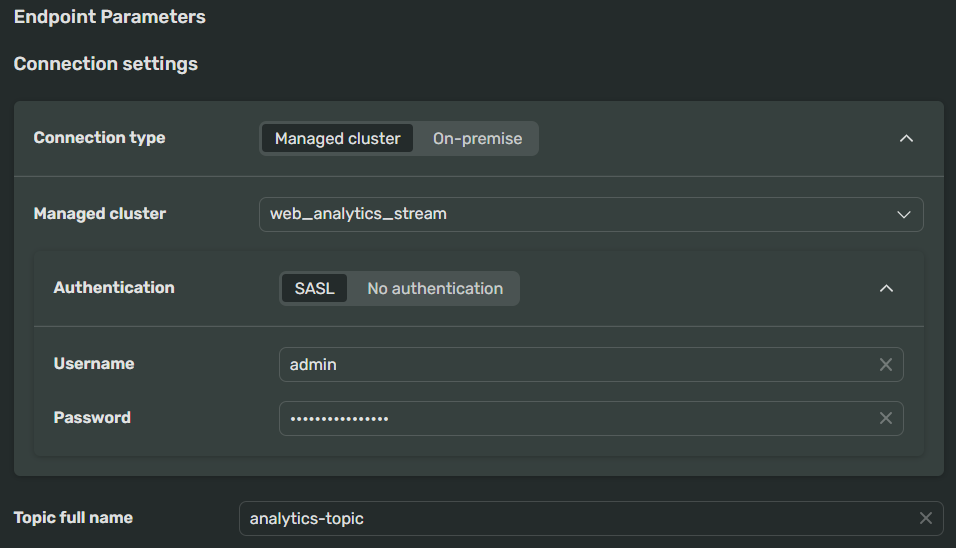 Endpoint Parameters
Connection settings
Connection type Managed cluster On-premise
Managed cluster web_analytics_stream
Authentication SASL No authentication
Username admin
Password ••••••••••••••••
Topic full name analytics-topic